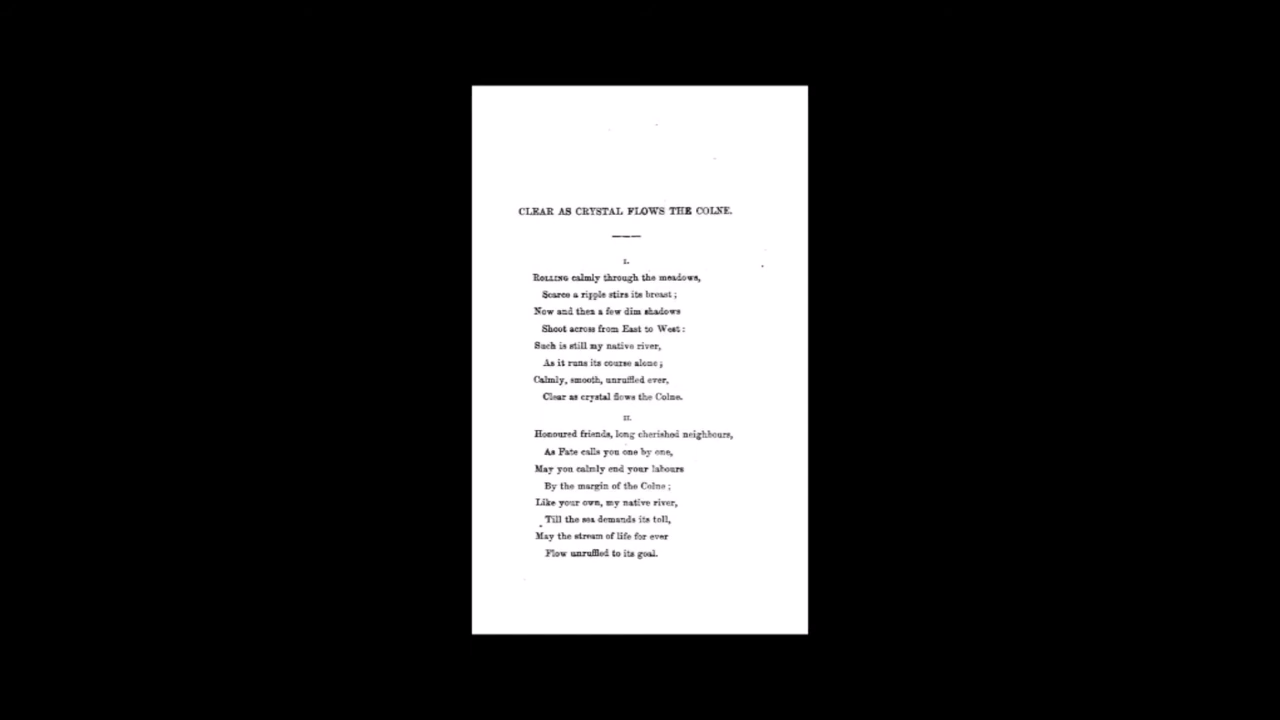 CLEAR AS CRYSTAL FLOWS THE COLNE.
I.
ROLLING calmly through the meadows,
Scarce a ripple stirs its breast;
Now and then a few dim shadows
Shoot across from East to West:
Such is still my native river,
As it runs its course alone;
Calmly, smooth, unruffled ever,
Clear as crystal flows the Colne.
II.
Honoured friends, long cherished neighbours,
As Fate calls you one by one,
May you calmly end your labours
By the margin of the Colne;
Like your own, my native river,
Till the sea demands its toll,
May the stream of life for ever
Flow unruffled to its goal.